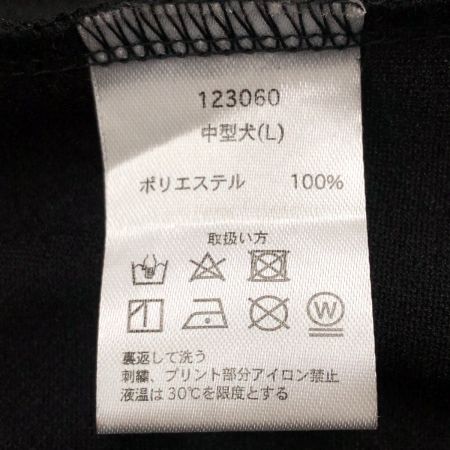 123060
中型犬(L)
ポリエステル 100%
取扱い方
W
裏返して洗う
刺繍、プリント部分アイロン禁止
液温は30℃を限度とする